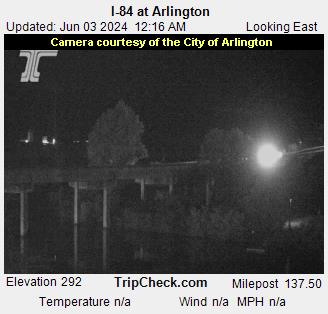 I-84 at Arlington
Updated: Jun 03 2024 12:16 AM Looking East
Camera courtesy of the City of Arlington
Elevation 292 TripCheck.com Milepost 137.50
Temperature n/a Wind n/a MPH n/a